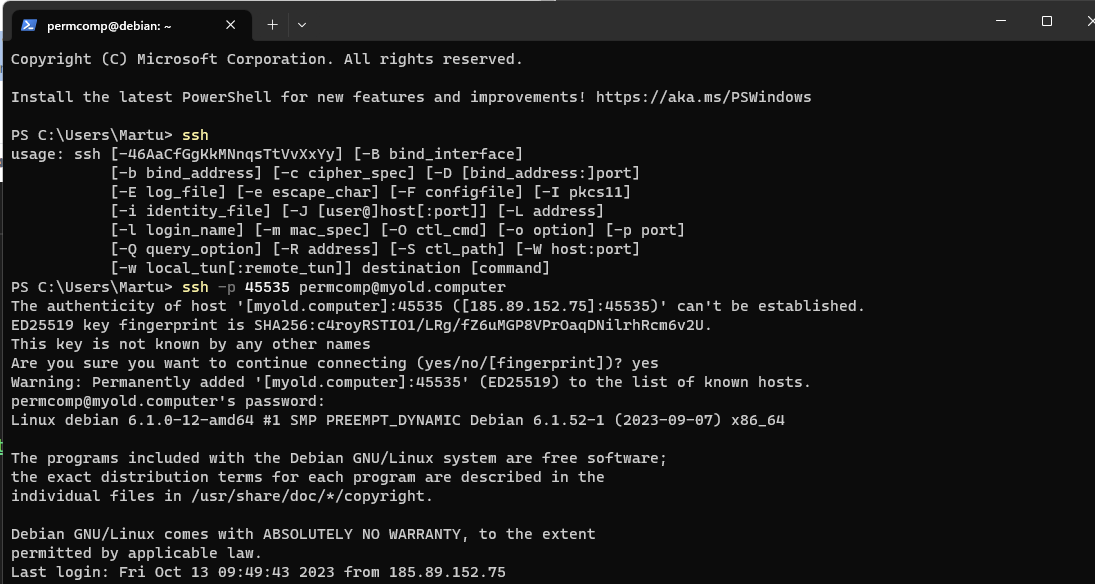 permcomp@debian: ~
Copyright (C) Microsoft Corporation. All rights reserved.
Install the latest PowerShell for new features and improvements! https://aka.ms/PSWindows
PS C:\Users\Martu> ssh
usage: ssh [-46AaCfGgKkMNnqsTtVvXxYy] [-B bind_interface]
           [-b bind_address] [-c cipher_spec] [-D [bind_address:]port]
           [-E log_file] [-e escape_char] [-F configfile] [-I pkcs11]
           [-i identity_file] [-J [user@]host[:port]] [-L address]
           [-l login_name] [-m mac_spec] [-O ctl_cmd] [-o option] [-p port]
           [-Q query_option] [-R address] [-S ctl_path] [-W host:port]
           [-w local_tun[:remote_tun]] destination [command]
PS C:\Users\Martu> ssh -p 45535 permcomp@myold.computer
The authenticity of host '[myold.computer]:45535 ([185.89.152.75]:45535)' can't be established.
ED25519 key fingerprint is SHA256:c4royRSTIO1/LRg/fZ6uMGP8VPrOaqDNilrhRcm6v2U.
This key is not known by any other names
Are you sure you want to continue connecting (yes/no/[fingerprint])? yes
Warning: Permanently added '[myold.computer]:45535' (ED25519) to the list of known hosts.
permcomp@myold.computer's password:
Linux debian 6.1.0-12-amd64 #1 SMP PREEMPT_DYNAMIC Debian 6.1.52-1 (2023-09-07) x86_64
The programs included with the Debian GNU/Linux system are free software;
the exact distribution terms for each program are described in the
individual files in /usr/share/doc/*/copyright.
Debian GNU/Linux comes with ABSOLUTELY NO WARRANTY, to the extent
permitted by applicable law.
Last login: Fri Oct 13 09:49:43 2023 from 185.89.152.75